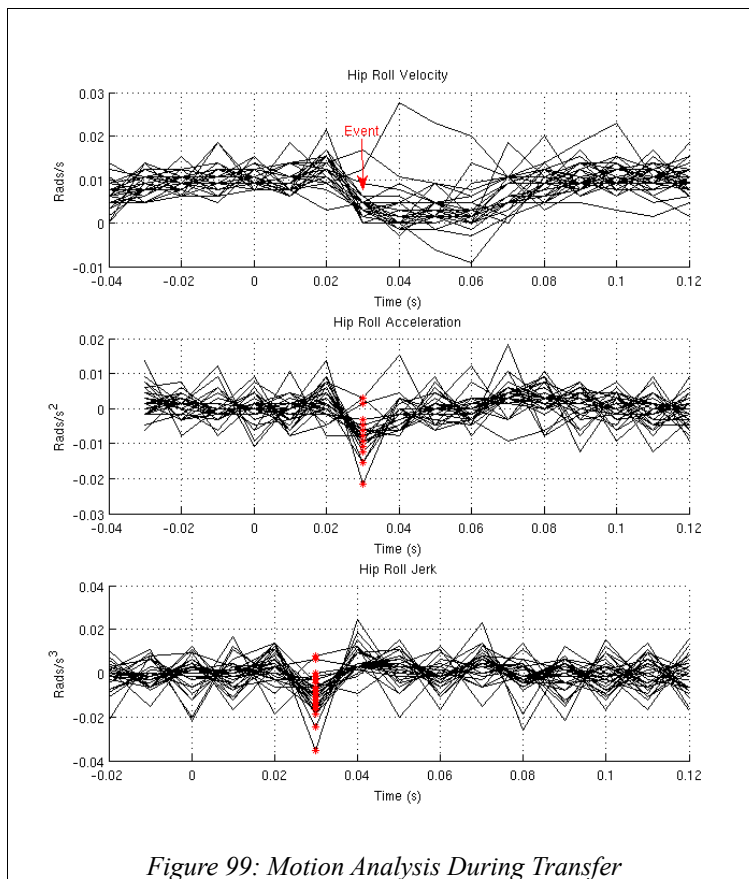 Hip Roll Velocity
0.03
0.02
0.01
0
-0.01
Rads/s
Event
-0.04 -0.02 0 0.02 0.04 0.06 0.08 0.1 0.12
Time (s)
Hip Roll Acceleration
0.02
0.01
0
-0.01
-0.02
-0.03
Rads/s²
-0.04 -0.02 0 0.02 0.04 0.06 0.08 0.1 0.12
Time (s)
Hip Roll Jerk
0.04
0.02
0
-0.02
-0.04
Rads/s³
-0.02 0 0.02 0.04 0.06 0.08 0.1 0.12
Time (s)
Figure 99: Motion Analysis During Transfer